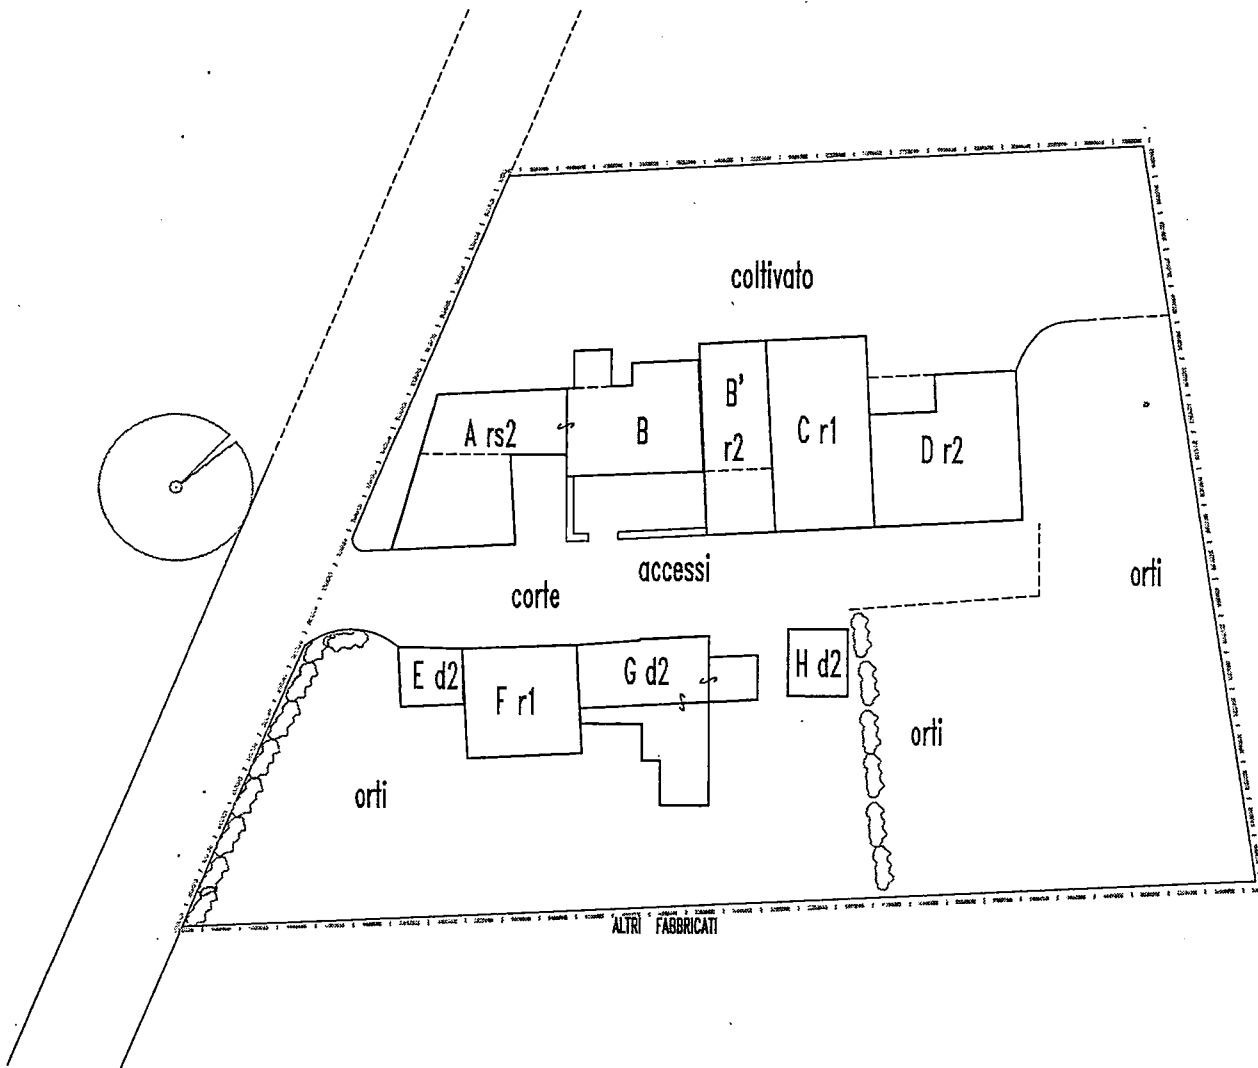 coltivato
A rs2
B
B'
r2
C r1
D r2
accessi
corte
orti
E d2
F r1
G d2
H d2
orti
orti
ALTRI FABBRICATI